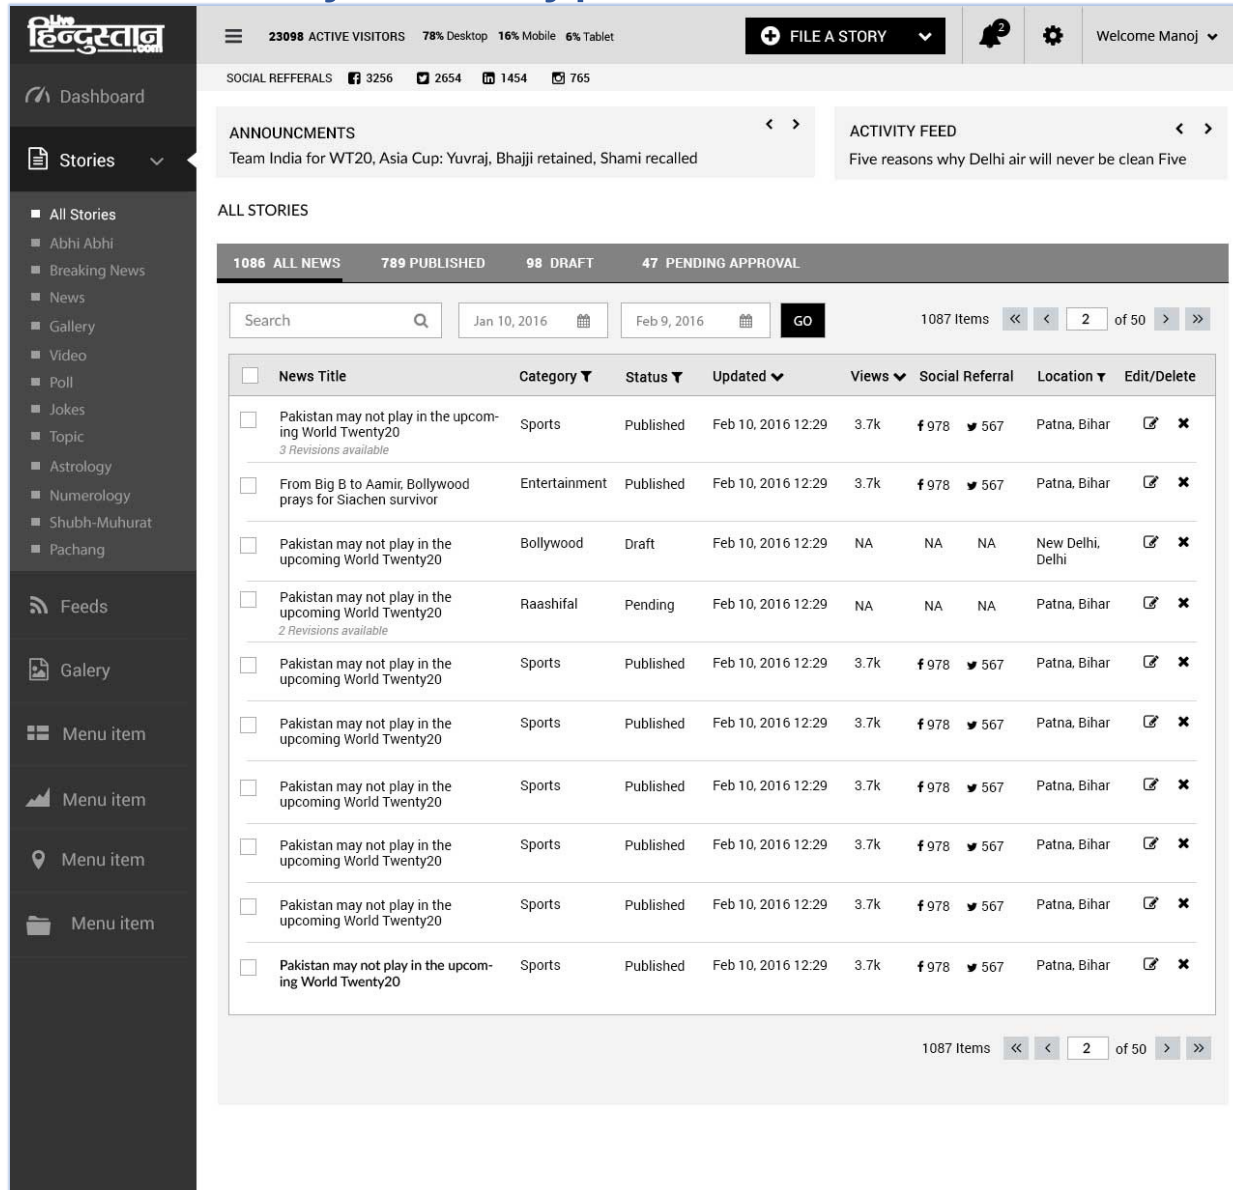 Live
हिन्दुस्तान
.com
23098 ACTIVE VISITORS 78% Desktop 16% Mobile 6% Tablet
FILE A STORY
2
Welcome Manoj
SOCIAL REFFERALS 3256 2654 1454 765
Dashboard
Stories
All Stories
Abhi Abhi
Breaking News
News
Gallery
Video
Poll
Jokes
Topic
Astrology
Numerology
Shubh-Muhurat
Pachang
Feeds
Galery
Menu item
Menu item
Menu item
Menu item
ANNOUNCMENTS
Team India for WT20, Asia Cup: Yuvraj, Bhajji retained, Shami recalled
ACTIVITY FEED
Five reasons why Delhi air will never be clean Five
ALL STORIES
1086 ALL NEWS 789 PUBLISHED 98 DRAFT 47 PENDING APPROVAL
Search Jan 10, 2016 Feb 9, 2016 GO 1087 Items 2 of 50
News Title Category Status Updated Views Social Referral Location Edit/Delete
Pakistan may not play in the upcom-
ing World Twenty20
3 Revisions available
Sports Published Feb 10, 2016 12:29 3.7k 978 567 Patna, Bihar
From Big B to Aamir, Bollywood
prays for Siachen survivor
Entertainment Published Feb 10, 2016 12:29 3.7k 978 567 Patna, Bihar
Pakistan may not play in the
upcoming World Twenty20
Bollywood Draft Feb 10, 2016 12:29 NA NA NA New Delhi,
Delhi
Pakistan may not play in the
upcoming World Twenty20
2 Revisions available
Raashifal Pending Feb 10, 2016 12:29 NA NA NA Patna, Bihar
Pakistan may not play in the
upcoming World Twenty20
Sports Published Feb 10, 2016 12:29 3.7k 978 567 Patna, Bihar
Pakistan may not play in the
upcoming World Twenty20
Sports Published Feb 10, 2016 12:29 3.7k 978 567 Patna, Bihar
Pakistan may not play in the
upcoming World Twenty20
Sports Published Feb 10, 2016 12:29 3.7k 978 567 Patna, Bihar
Pakistan may not play in the
upcoming World Twenty20
Sports Published Feb 10, 2016 12:29 3.7k 978 567 Patna, Bihar
Pakistan may not play in the
upcoming World Twenty20
Sports Published Feb 10, 2016 12:29 3.7k 978 567 Patna, Bihar
Pakistan may not play in the upcom-
ing World Twenty20
Sports Published Feb 10, 2016 12:29 3.7k 978 567 Patna, Bihar
1087 Items 2 of 50